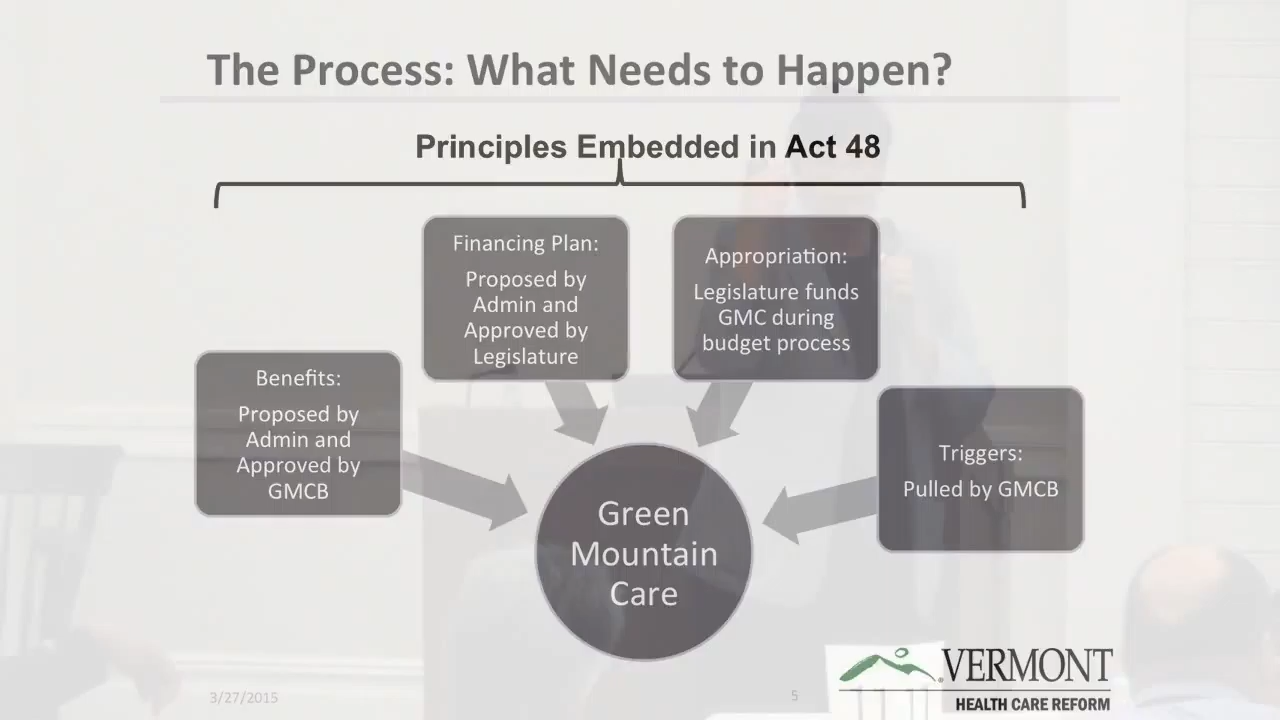 The Process: What Needs to Happen?
Principles Embedded in Act 48
Financing Plan:
Proposed by
Admin and
Approved by
Legislature
Appropriation:
Legislature funds
GMC during
budget process
Benefits:
Proposed by
Admin and
Approved by
GMCB
Triggers:
Pulled by GMCB
Green
Mountain
Care
3/27/2015
5
VERMONT
HEALTH CARE REFORM